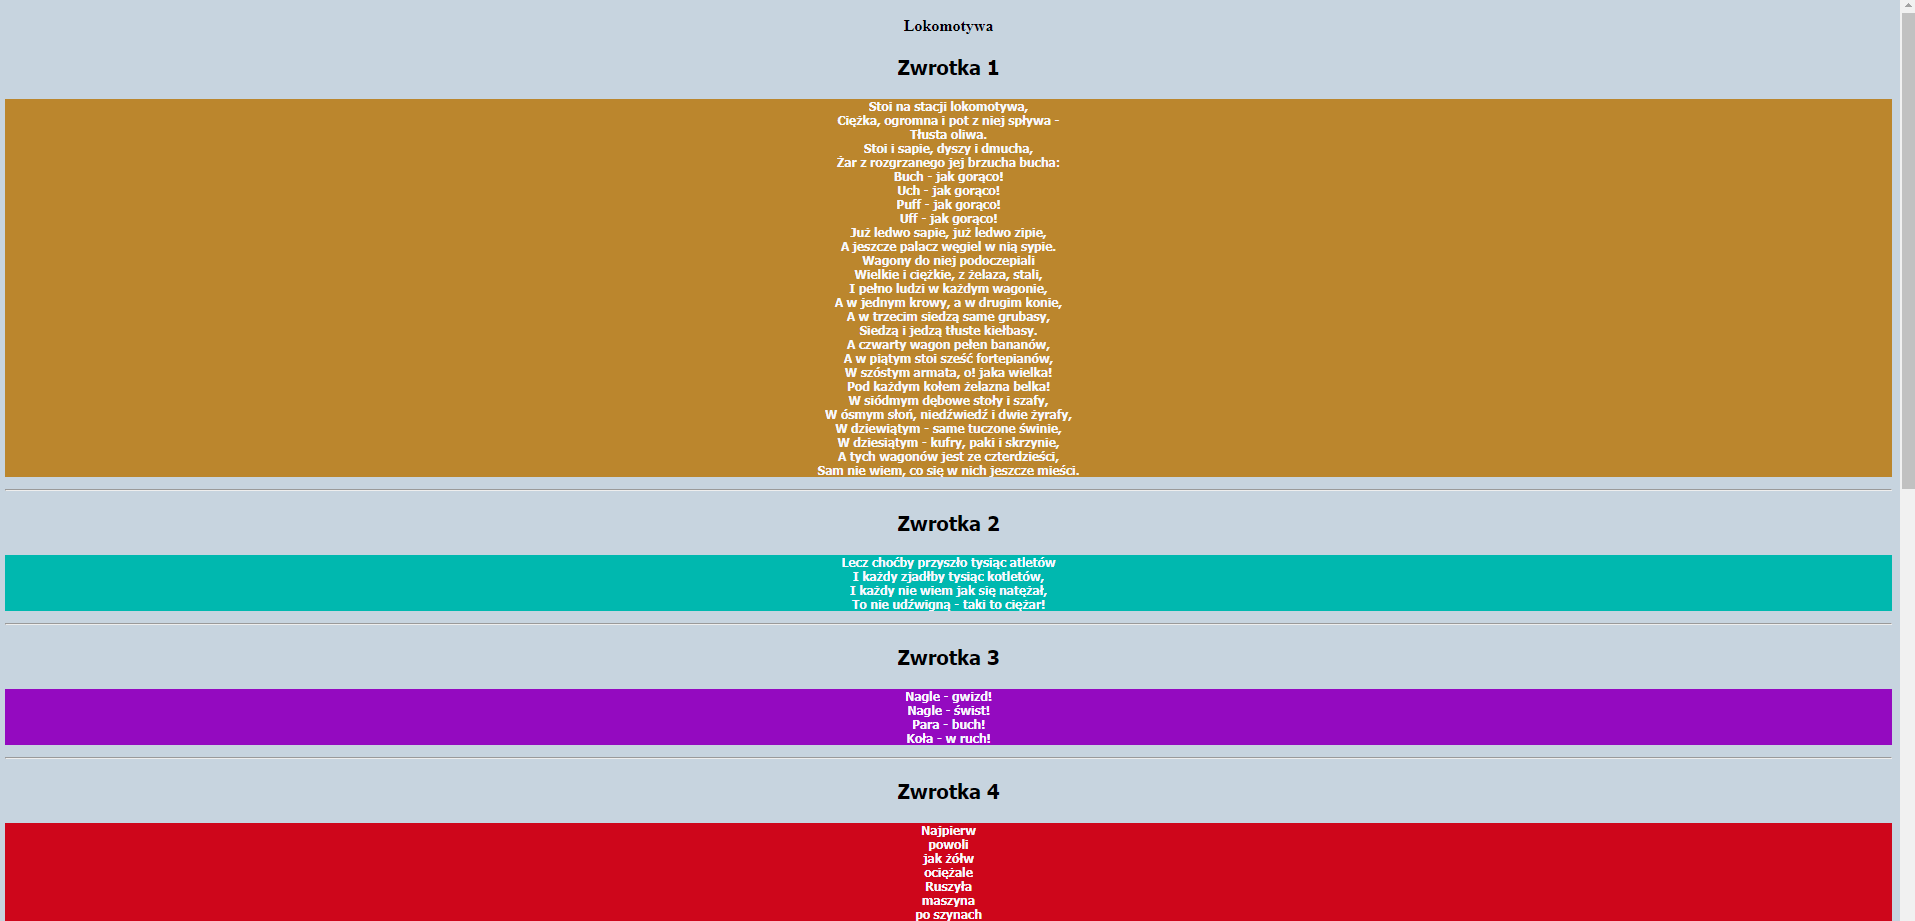 Lokomotywa
Zwrotka 1
Stoi na stacji lokomotywa,
Ciężka, ogromna i pot z niej spływa -
Tłusta oliwa.
Stoi i sapie, dyszy i dmucha,
Żar z rozgrzanego jej brzucha bucha:
Buch - jak gorąco!
Uch - jak gorąco!
Puff - jak gorąco!
Uff - jak gorąco!
Już ledwo sapie, już ledwo zipie,
A jeszcze palacz węgiel w nią sypie.
Wagony do niej podoczepiali
Wielkie i ciężkie, z żelaza, stali,
I pełno ludzi w każdym wagonie,
A w jednym krowy, a w drugim konie,
A w trzecim siedzą same grubasy,
Siedzą i jedzą tłuste kiełbasy.
A czwarty wagon pełen bananów,
A w piątym stoi sześć fortepianów,
W szóstym armata, o! jaka wielka!
Pod każdym kołem żelazna belka!
W siódmym dębowe stoły i szafy,
W ósmym słoń, niedźwiedź i dwie żyrafy,
W dziewiątym - same tuczone świnie,
W dziesiątym - kufry, paki i skrzynie,
A tych wagonów jest ze czterdzieści,
Sam nie wiem, co się w nich jeszcze mieści.
Zwrotka 2
Lecz choćby przyszło tysiąc atletów
I każdy zjadłby tysiąc kotletów,
I każdy nie wiem jak się natężał,
To nie udźwigną - taki to ciężar!
Zwrotka 3
Nagle - gwizd!
Nagle - świst!
Para - buch!
Koła - w ruch!
Zwrotka 4
Najpierw
powoli
jak żółw
ociężale
Ruszyła
maszyna
po szynach